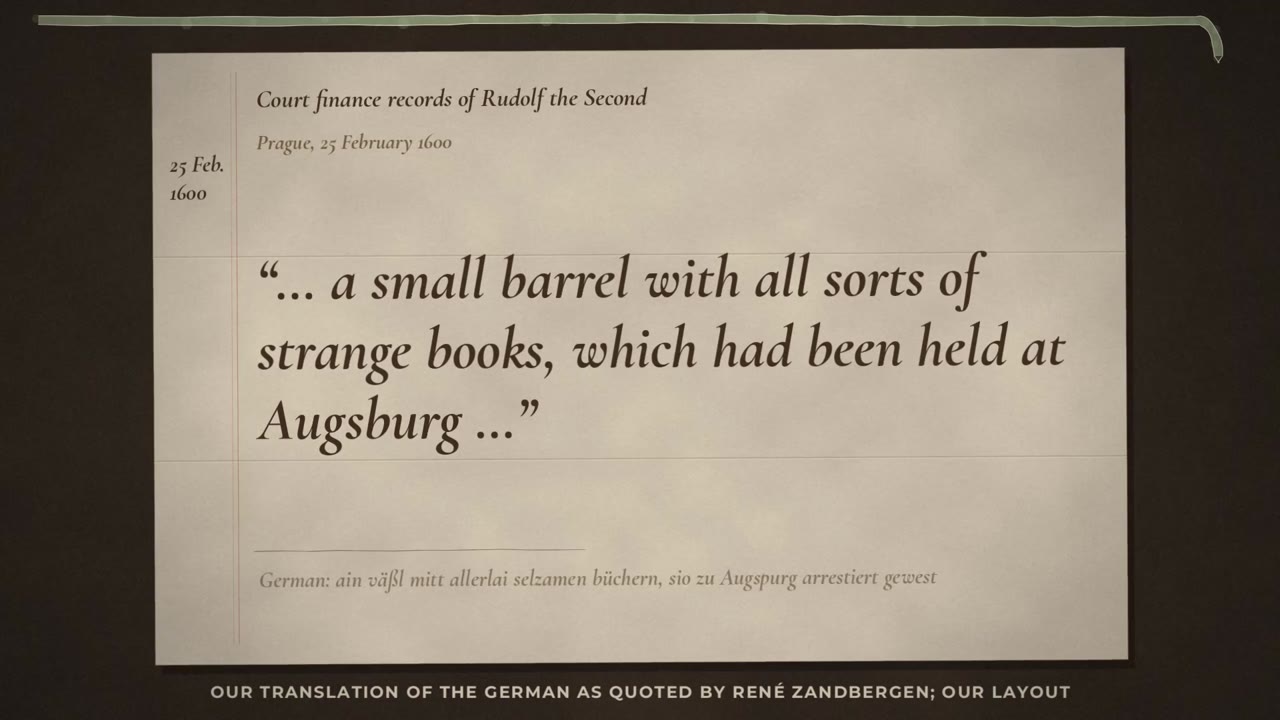 Court finance records of Rudolf the Second
Prague, 25 February 1600
25 Feb.
1600
“... a small barrel with all sorts of
strange books, which had been held at
Augsburg ...”
German: ain väßl mitt allerlai selzamen büchern, sio zu Augspurg arrestiert gewest
OUR TRANSLATION OF THE GERMAN AS QUOTED BY RENÉ ZANDBERGEN; OUR LAYOUT